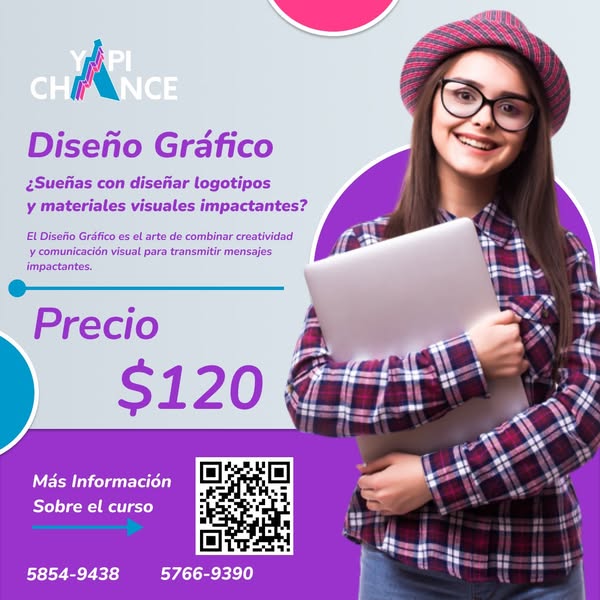 YAPI
CHANCE
Diseño Gráfico
¿Sueñas con diseñar logotipos
y materiales visuales impactantes?
El Diseño Gráfico es el arte de combinar creatividad
y comunicación visual para transmitir mensajes
impactantes.
Precio
$120
Más Información
Sobre el curso
5854-9438 5766-9390